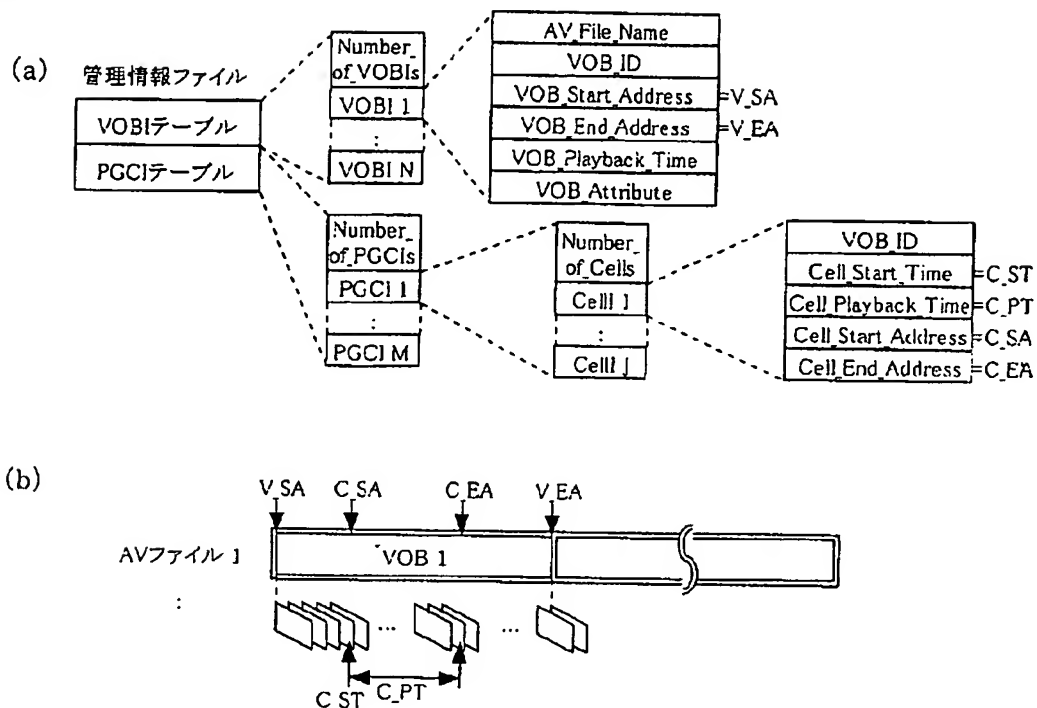 (a)
管理情報ファイル
VOBIテーブル
PGCIテーブル
Number_
of_VOBIs
VOBI 1
:
VOBI N
AV_File_Name
VOB_ID
VOB_Start_Address =V_SA
VOB_End_Address =V_EA
VOB_Playback_Time
VOB_Attribute
Number_
of_PGCIs
PGCI 1
:
PGCI M
Number_
of_Cells
CellI 1
:
CellI J
VOB_ID
Cell_Start_Time =C_ST
Cell_Playback_Time =C_PT
Cell_Start_Address =C_SA
Cell_End_Address =C_EA
(b)
V_SA C_SA C_EA V_EA
AVファイル 1 VOB 1
:
... ...
C_ST C_PT